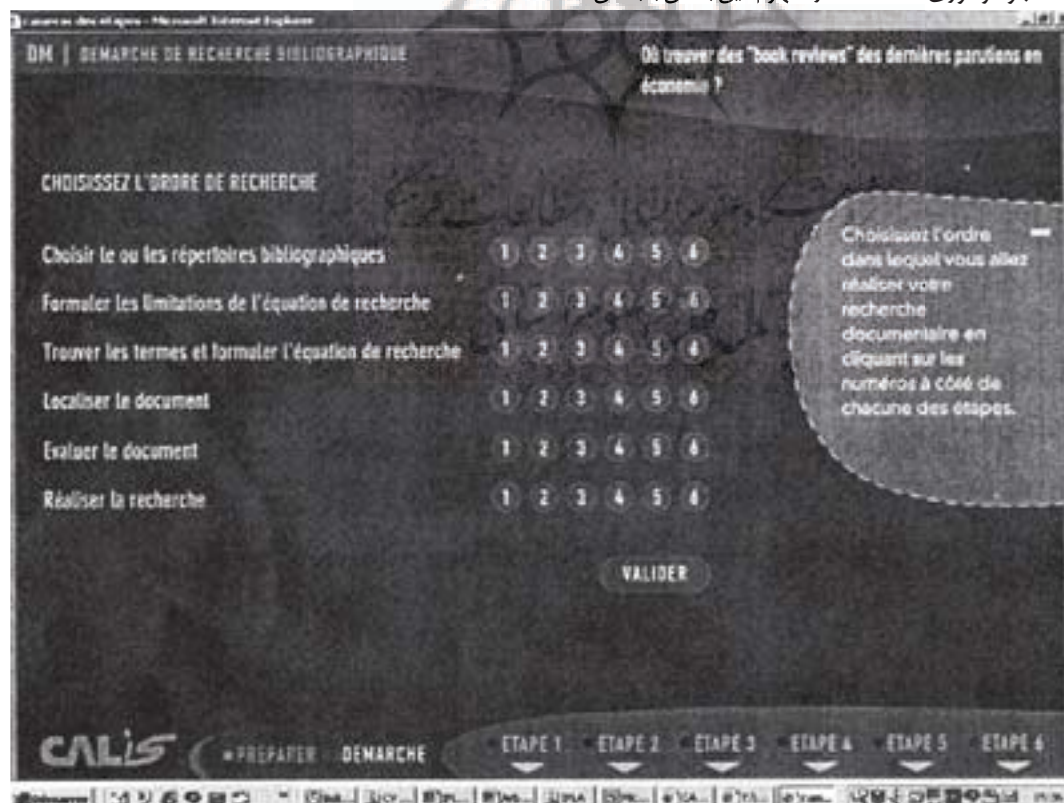 DM | DEMARCHE DE RECHERCHE BIBLIOGRAPHIQUE
Où trouver des "book reviews" des dernières parutions en
économie ?
CHOISISSEZ L'ORDRE DE RECHERCHE
Choisir le ou les répertoires bibliographiques 1 2 3 4 5 6
Formuler les limitations de l'équation de recherche 1 2 3 4 5 6
Trouver les termes et formuler l'équation de recherche 1 2 3 4 5 6
Localiser le document 1 2 3 4 5 6
Evaluer le document 1 2 3 4 5 6
Réaliser la recherche 1 2 3 4 5 6
Choisissez l'ordre
dans lequel vous allez
réaliser votre
recherche
documentaire en
cliquant sur les
numéros à côté de
chacune des étapes.
VALIDER
CALIS PREPARER DEMARCHE ETAPE 1 ETAPE 2 ETAPE 3 ETAPE 4 ETAPE 5 ETAPE 6